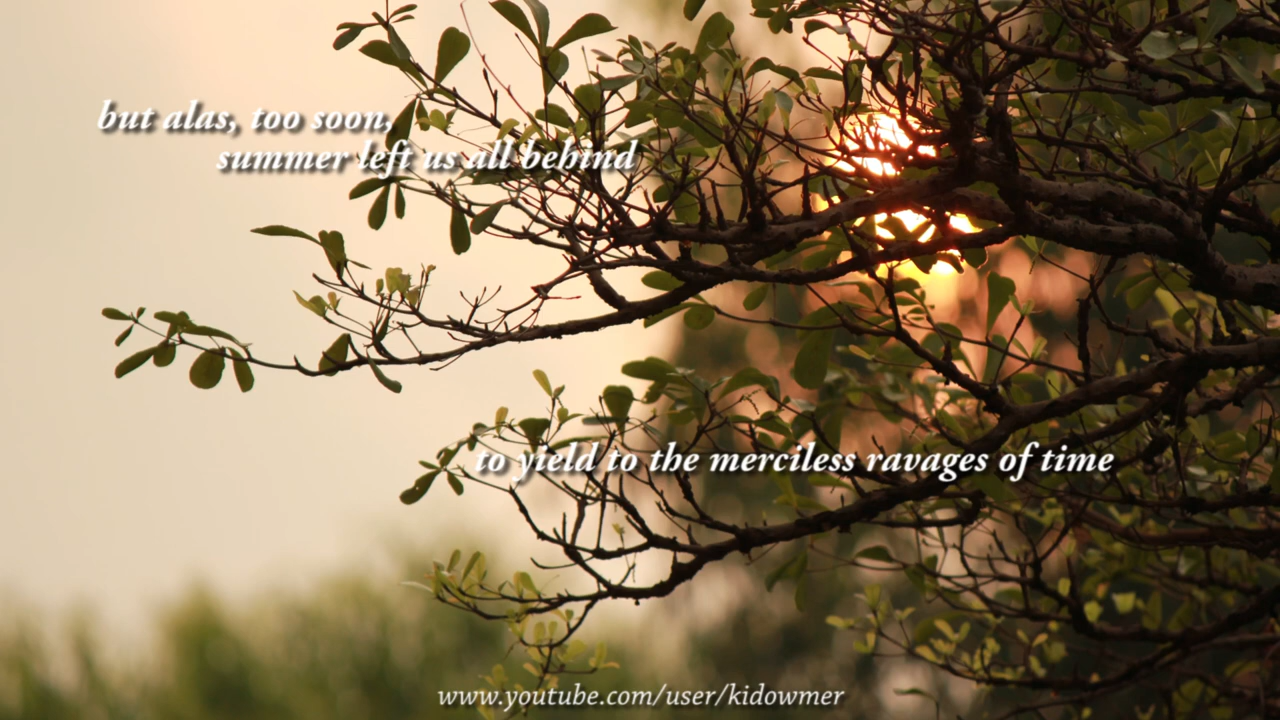 but alas, too soon,
summer left us all behind
to yield to the merciless ravages of time
www.youtube.com/user/kidowmer